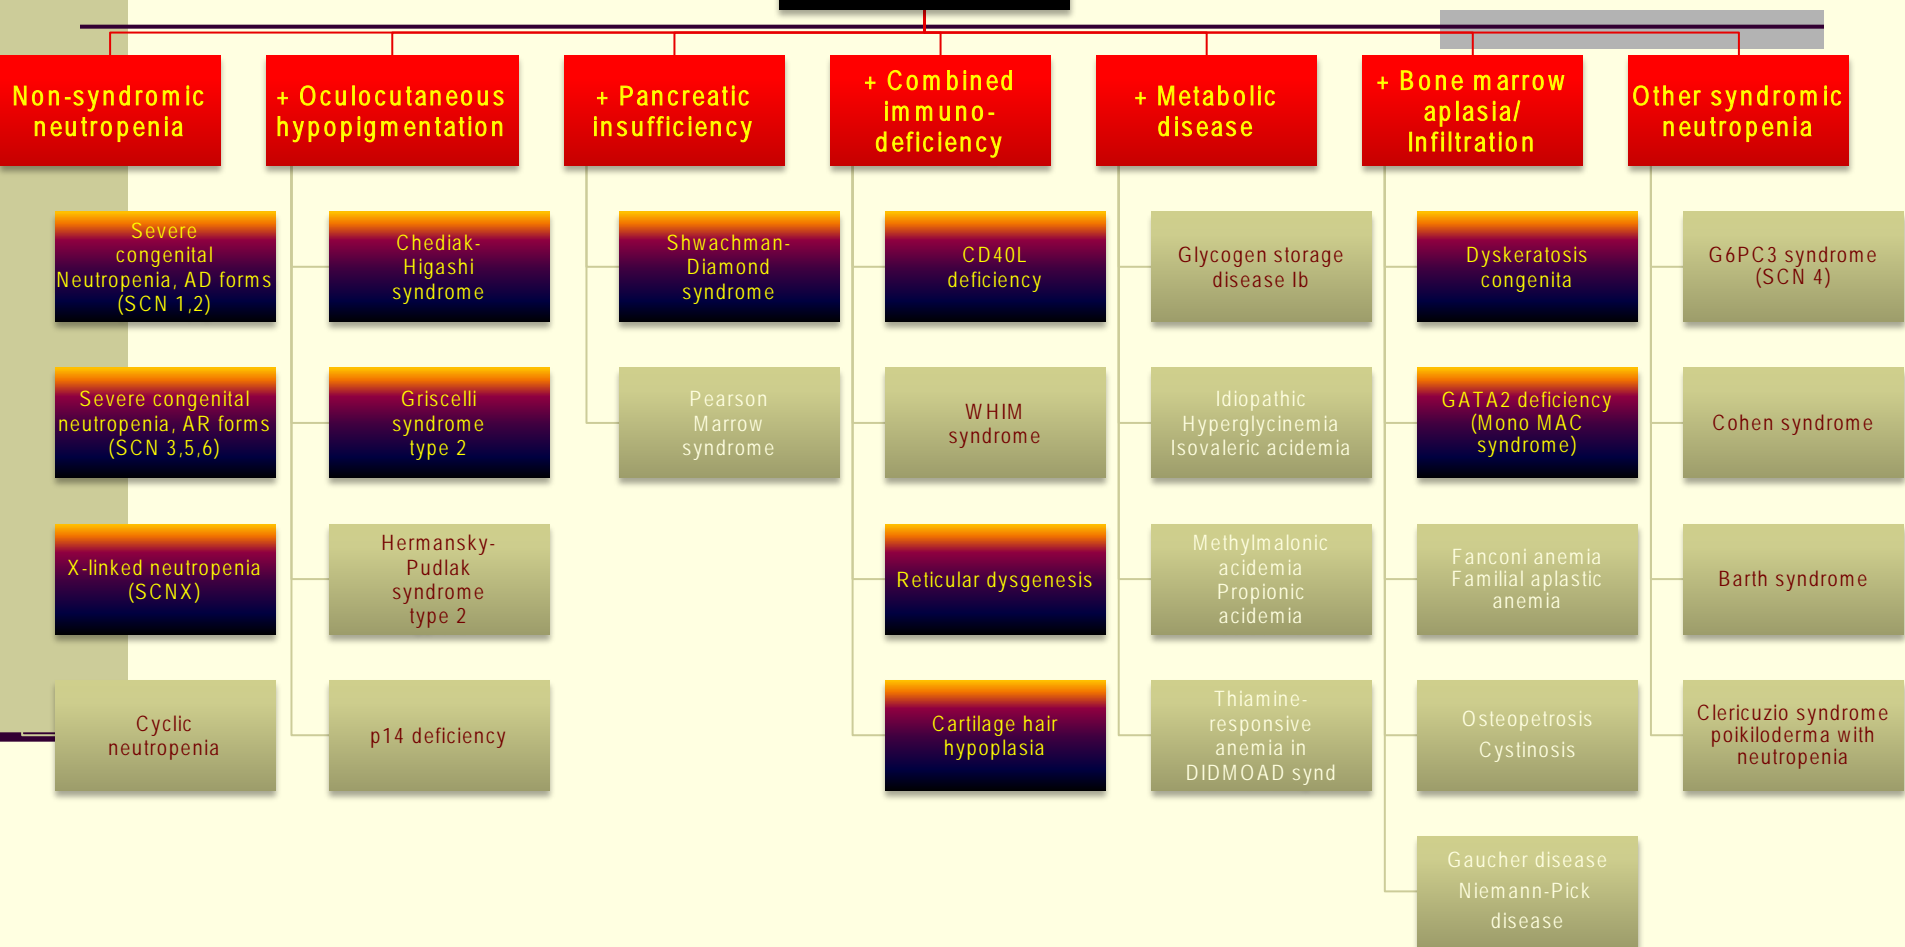 Non-syndromic
neutropenia
+ Oculocutaneous
hypopigmentation
+ Pancreatic
insufficiency
+ Combined
immuno-
deficiency
+ Metabolic
disease
+ Bone marrow
aplasia/
Infiltration
Other syndromic
neutropenia
Severe
congenital
Neutropenia, AD forms
(SCN 1,2)
Severe congenital
neutropenia, AR forms
(SCN 3,5,6)
X-linked neutropenia
(SCNX)
Cyclic
neutropenia
Chediak-
Higashi
syndrome
Griscelli
syndrome
type 2
Hermansky-
Pudlak
syndrome
type 2
p14 deficiency
Shwachman-
Diamond
syndrome
Pearson
Marrow
syndrome
CD40L
deficiency
WHIM
syndrome
Reticular dysgenesis
Cartilage hair
hypoplasia
Glycogen storage
disease Ib
Idiopathic
Hyperglycinemia
Isovaleric acidemia
Methylmalonic
acidemia
Propionic
acidemia
Thiamine-
responsive
anemia in
DIDMOAD synd
Dyskeratosis
congenita
GATA2 deficiency
(Mono MAC
syndrome)
Fanconi anemia
Familial aplastic
anemia
Osteopetrosis
Cystinosis
Gaucher disease
Niemann-Pick
disease
G6PC3 syndrome
(SCN 4)
Cohen syndrome
Barth syndrome
Clericuzio syndrome
poikiloderma with
neutropenia